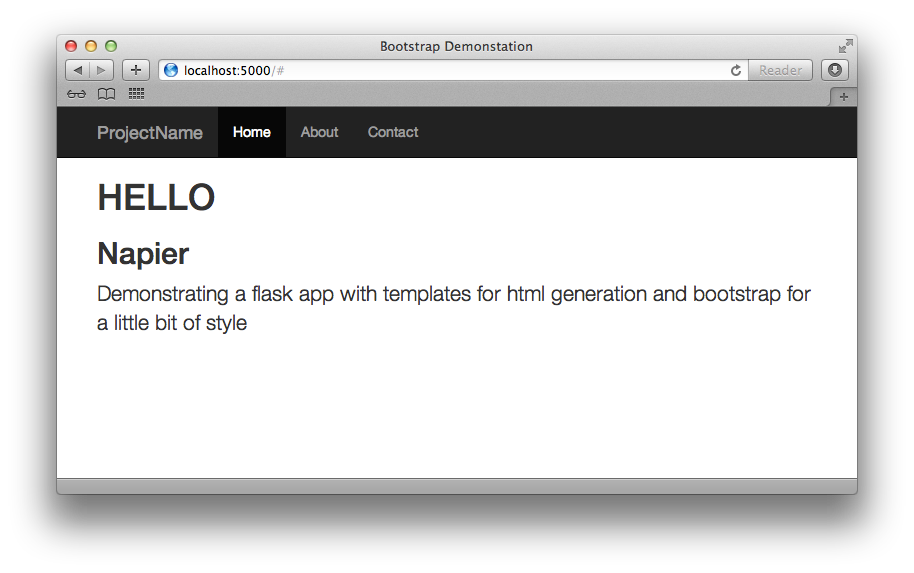 Bootstrap Demonstation
localhost:5000/#
Reader
ProjectName Home About Contact
HELLO
Napier
Demonstrating a flask app with templates for html generation and bootstrap for
a little bit of style